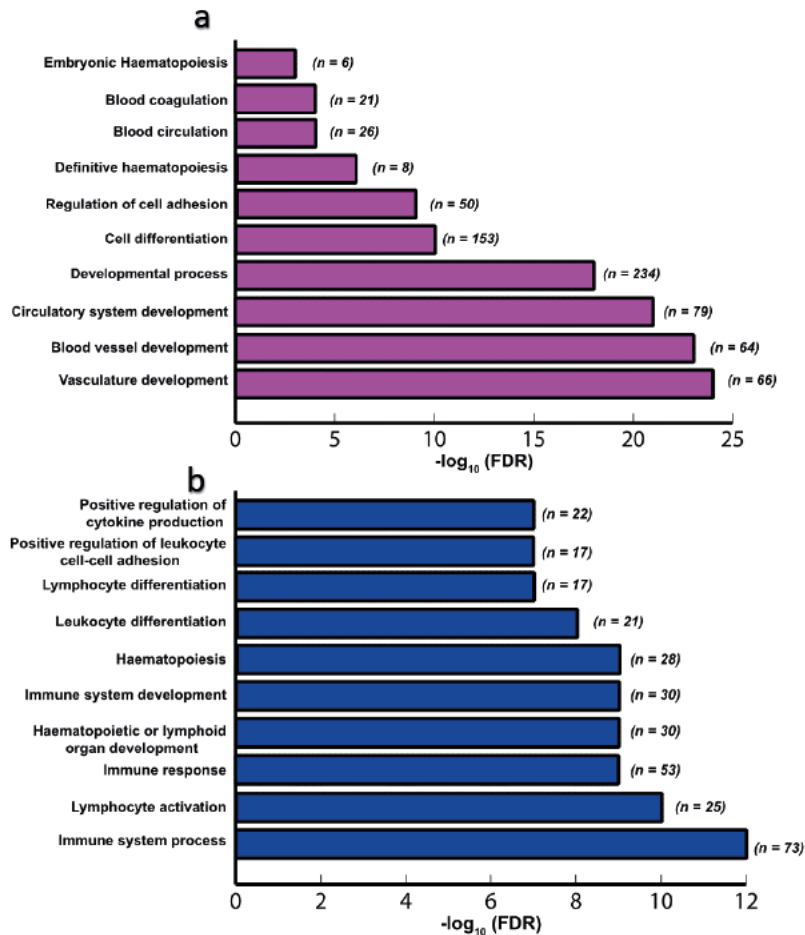 a
Embryonic Haematopoiesis (n = 6)
Blood coagulation (n = 21)
Blood circulation (n = 26)
Definitive haematopoiesis (n = 8)
Regulation of cell adhesion (n = 50)
Cell differentiation (n = 153)
Developmental process (n = 234)
Circulatory system development (n = 79)
Blood vessel development (n = 64)
Vasculature development (n = 66)
0 5 10 15 20 25
-log₁₀ (FDR)
b
Positive regulation of
cytokine production (n = 22)
Positive regulation of leukocyte
cell-cell adhesion (n = 17)
Lymphocyte differentiation (n = 17)
Leukocyte differentiation (n = 21)
Haematopoiesis (n = 28)
Immune system development (n = 30)
Haematopoietic or lymphoid
organ development (n = 30)
Immune response (n = 53)
Lymphocyte activation (n = 25)
Immune system process (n = 73)
0 2 4 6 8 10 12
-log₁₀ (FDR)